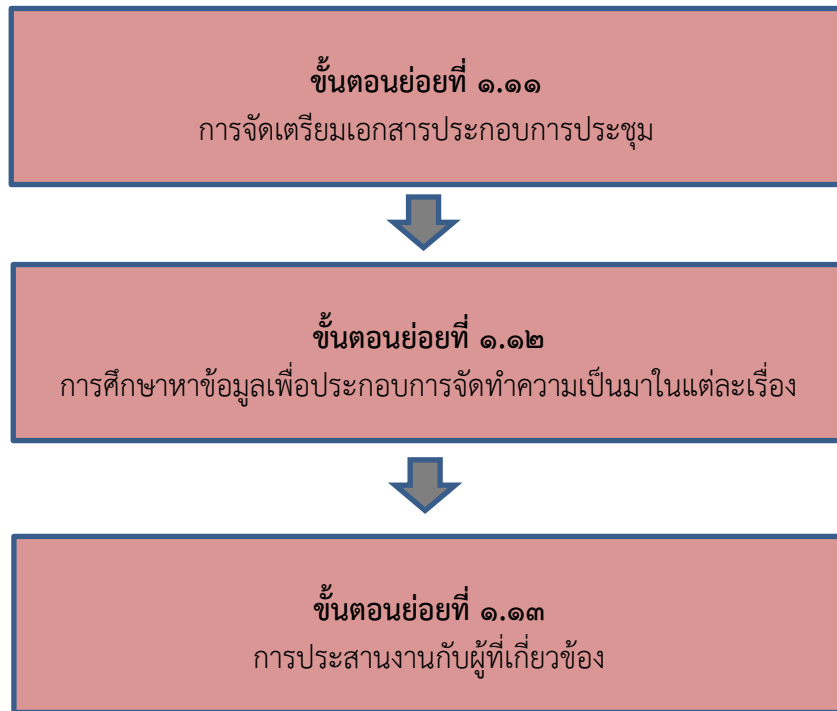 ขั้นตอนย่อยที่ ๑.๑๑
การจัดเตรียมเอกสารประกอบการประชุม
ขั้นตอนย่อยที่ ๑.๑๒
การศึกษาหาข้อมูลเพื่อประกอบการจัดทำความเป็นมาในแต่ละเรื่อง
ขั้นตอนย่อยที่ ๑.๑๓
การประสานงานกับผู้ที่เกี่ยวข้อง